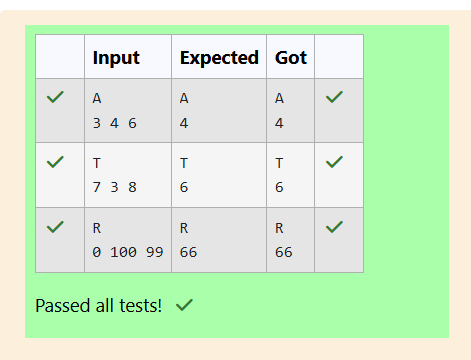 Input Expected Got
A A A
3 4 6 4 4
T T T
7 3 8 6 6
R R R
0 100 99 66 66
Passed all tests!